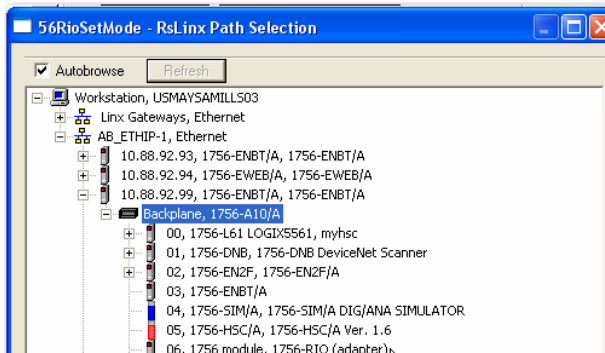 56RioSetMode - RsLinx Path Selection
Autobrowse Refresh
Workstation, USMAYSAMILLS03
Linx Gateways, Ethernet
AB_ETHIP-1, Ethernet
10.88.92.93, 1756-ENBT/A, 1756-ENBT/A
10.88.92.94, 1756-EWEB/A, 1756-EWEB/A
10.88.92.99, 1756-ENBT/A, 1756-ENBT/A
Backplane, 1756-A10/A
00, 1756-L61 LOGIX5561, myhsc
01, 1756-DNB, 1756-DNB DeviceNet Scanner
02, 1756-EN2F, 1756-EN2F/A
03, 1756-ENBT/A
04, 1756-SIM/A, 1756-SIM/A DIG/ANA SIMULATOR
05, 1756-HSC/A, 1756-HSC/A Ver. 1.6
06, 1756 module, 1756-RIO (adapter)